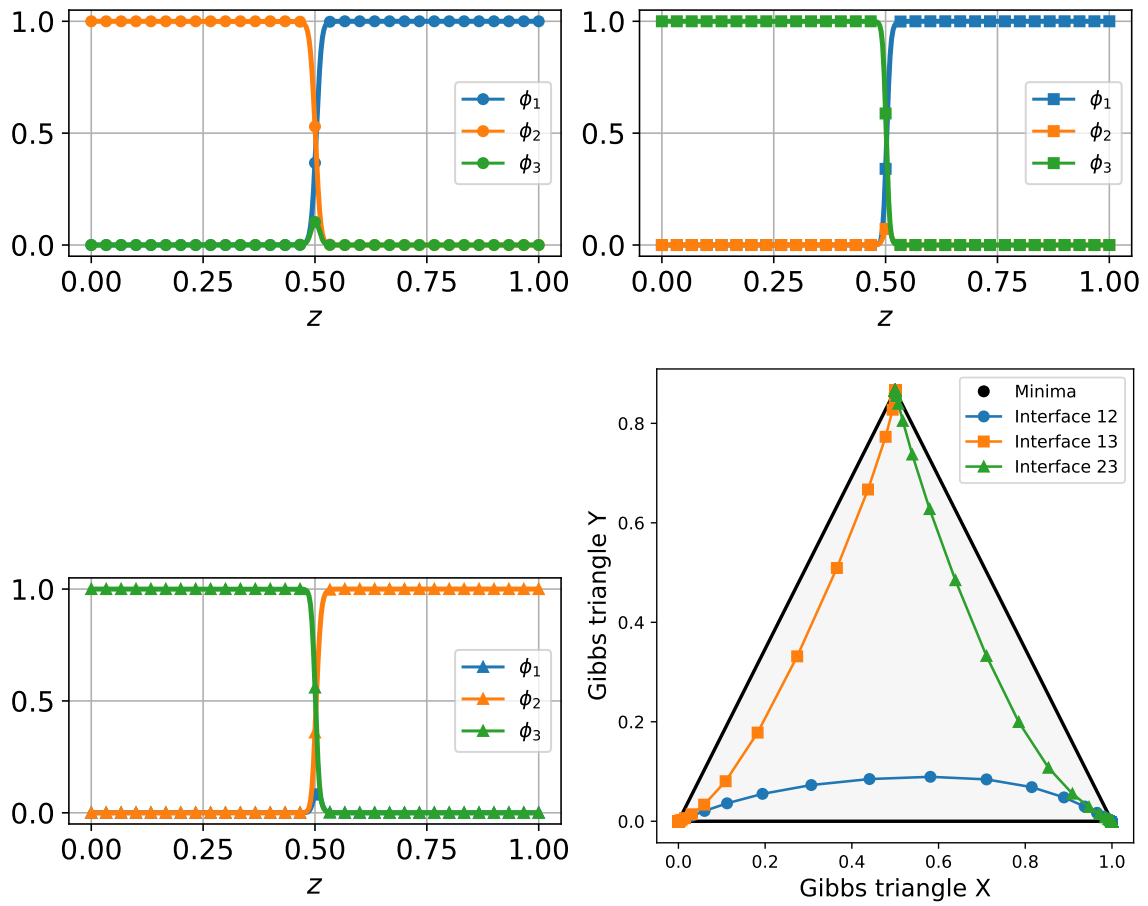 1.0
0.5
0.0
ϕ1
ϕ2
ϕ3
0.00 0.25 0.50 0.75 1.00
z
1.0
0.5
0.0
ϕ1
ϕ2
ϕ3
0.00 0.25 0.50 0.75 1.00
z
1.0
0.5
0.0
ϕ1
ϕ2
ϕ3
0.00 0.25 0.50 0.75 1.00
z
Minima
Interface 12
Interface 13
Interface 23
Gibbs triangle Y
0.8
0.6
0.4
0.2
0.0
0.0 0.2 0.4 0.6 0.8 1.0
Gibbs triangle X